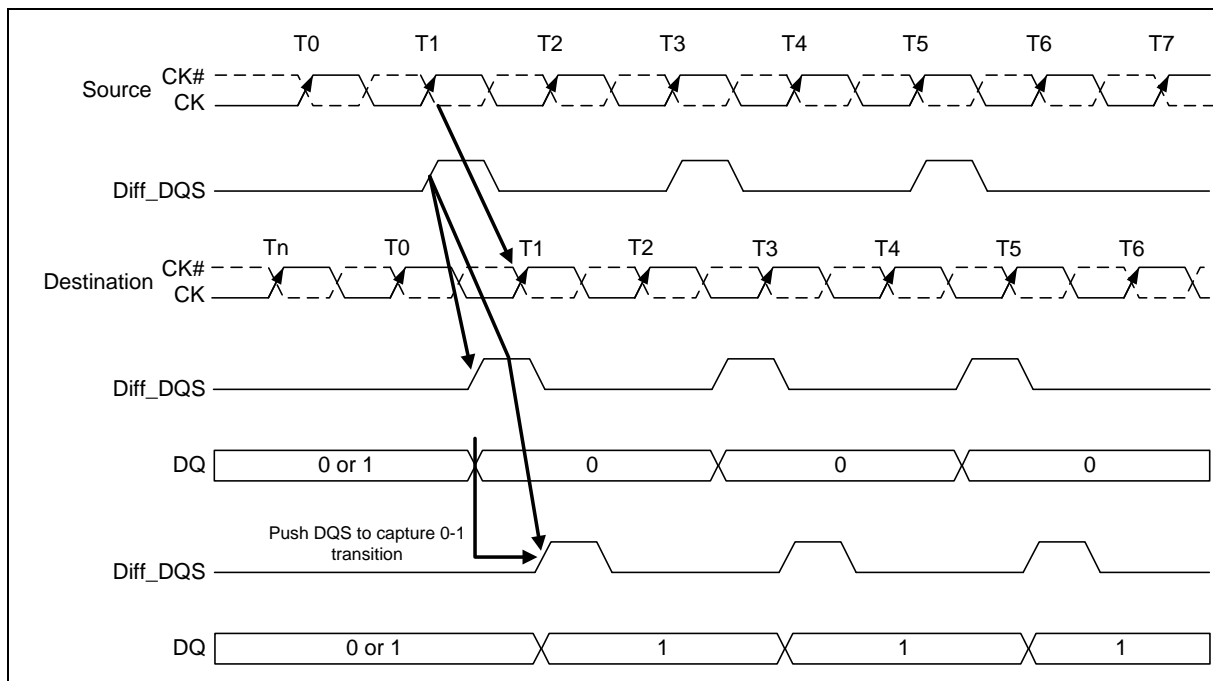 T0 T1 T2 T3 T4 T5 T6 T7
CK#
Source
CK
Diff_DQS
Tn T0 T1 T2 T3 T4 T5 T6
CK#
Destination
CK
Diff_DQS
DQ 0 or 1 0 0 0
Push DQS to capture 0-1
transition
Diff_DQS
DQ 0 or 1 1 1 1